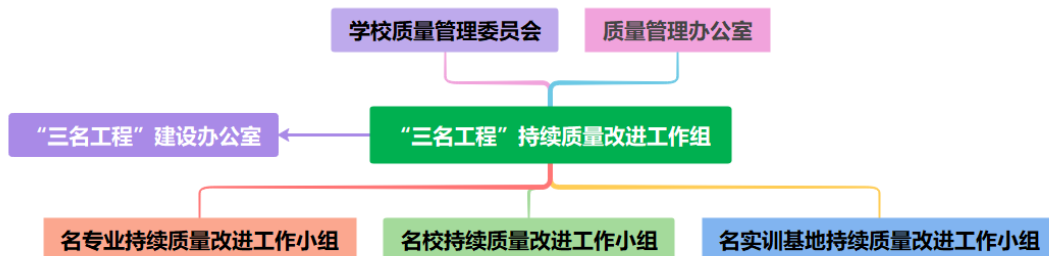 学校质量管理委员会
质量管理办公室
“三名工程”建设办公室
“三名工程”持续质量改进工作组
名专业持续质量改进工作小组
名校持续质量改进工作小组
名实训基地持续质量改进工作小组